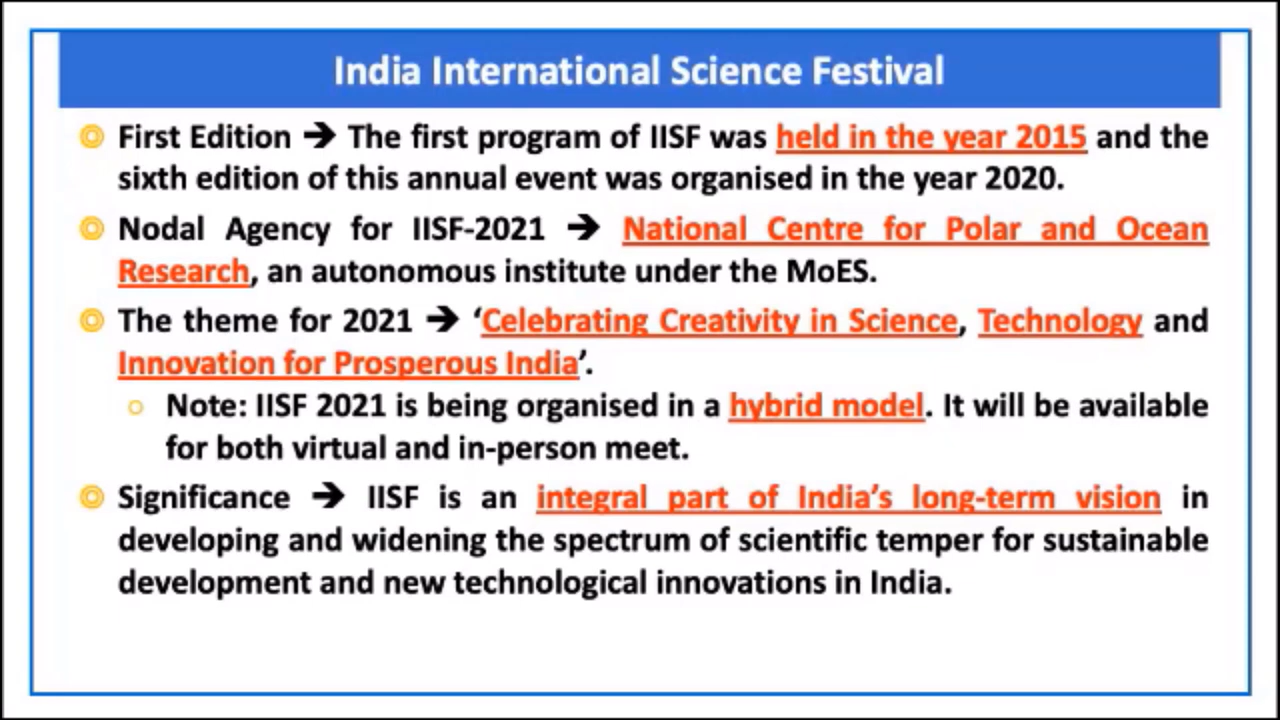 India International Science Festival
First Edition ➔ The first program of IISF was held in the year 2015 and the
sixth edition of this annual event was organised in the year 2020.
Nodal Agency for IISF-2021 ➔ National Centre for Polar and Ocean
Research, an autonomous institute under the MoES.
The theme for 2021 ➔ ‘Celebrating Creativity in Science, Technology and
Innovation for Prosperous India’.
Note: IISF 2021 is being organised in a hybrid model. It will be available
for both virtual and in-person meet.
Significance ➔ IISF is an integral part of India’s long-term vision in
developing and widening the spectrum of scientific temper for sustainable
development and new technological innovations in India.